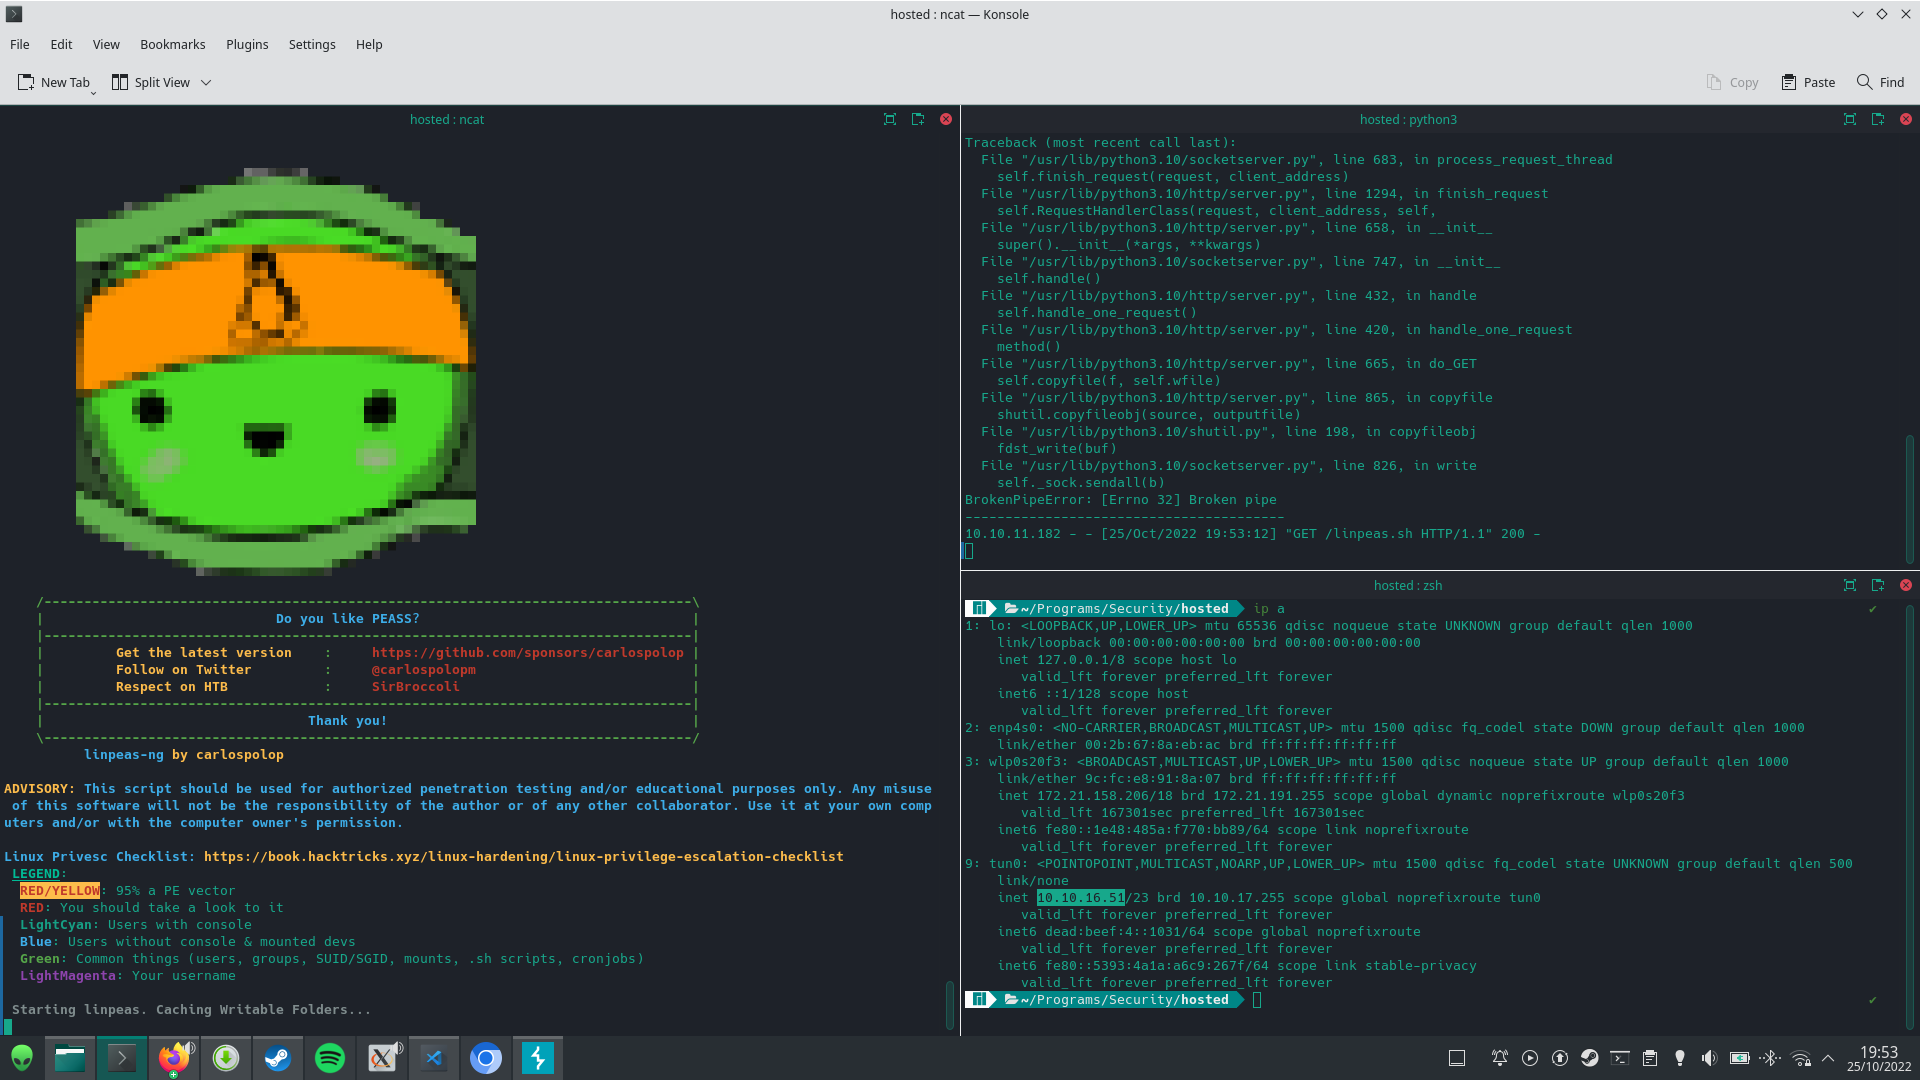 hosted : ncat — Konsole
File Edit View Bookmarks Plugins Settings Help
New Tab Split View Copy Paste Find
hosted : ncat
/---------------------------------------------------------------------------------\
| Do you like PEASS? |
|---------------------------------------------------------------------------------|
| Get the latest version : https://github.com/sponsors/carlospolop |
| Follow on Twitter : @carlospolopm |
| Respect on HTB : SirBroccoli |
|---------------------------------------------------------------------------------|
| Thank you! |
\---------------------------------------------------------------------------------/
linpeas-ng by carlospolop
ADVISORY: This script should be used for authorized penetration testing and/or educational purposes only. Any misuse
of this software will not be the responsibility of the author or of any other collaborator. Use it at your own comp
uters and/or with the computer owner's permission.
Linux Privesc Checklist: https://book.hacktricks.xyz/linux-hardening/linux-privilege-escalation-checklist
LEGEND:
RED/YELLOW: 95% a PE vector
RED: You should take a look to it
LightCyan: Users with console
Blue: Users without console & mounted devs
Green: Common things (users, groups, SUID/SGID, mounts, .sh scripts, cronjobs)
LightMagenta: Your username
Starting linpeas. Caching Writable Folders...
hosted : python3
Traceback (most recent call last):
File "/usr/lib/python3.10/socketserver.py", line 683, in process_request_thread
self.finish_request(request, client_address)
File "/usr/lib/python3.10/http/server.py", line 1294, in finish_request
self.RequestHandlerClass(request, client_address, self,
File "/usr/lib/python3.10/http/server.py", line 658, in __init__
super().__init__(*args, **kwargs)
File "/usr/lib/python3.10/socketserver.py", line 747, in __init__
self.handle()
File "/usr/lib/python3.10/http/server.py", line 432, in handle
self.handle_one_request()
File "/usr/lib/python3.10/http/server.py", line 420, in handle_one_request
method()
File "/usr/lib/python3.10/http/server.py", line 665, in do_GET
self.copyfile(f, self.wfile)
File "/usr/lib/python3.10/http/server.py", line 865, in copyfile
shutil.copyfileobj(source, outputfile)
File "/usr/lib/python3.10/shutil.py", line 198, in copyfileobj
fdst_write(buf)
File "/usr/lib/python3.10/socketserver.py", line 826, in write
self._sock.sendall(b)
BrokenPipeError: [Errno 32] Broken pipe
----------------------------------------
10.10.11.182 - - [25/Oct/2022 19:53:12] "GET /linpeas.sh HTTP/1.1" 200 -
hosted : zsh
~/Programs/Security/hosted ip a ✔
1: lo: <LOOPBACK,UP,LOWER_UP> mtu 65536 qdisc noqueue state UNKNOWN group default qlen 1000
link/loopback 00:00:00:00:00:00 brd 00:00:00:00:00:00
inet 127.0.0.1/8 scope host lo
valid_lft forever preferred_lft forever
inet6 ::1/128 scope host
valid_lft forever preferred_lft forever
2: enp4s0: <NO-CARRIER,BROADCAST,MULTICAST,UP> mtu 1500 qdisc fq_codel state DOWN group default qlen 1000
link/ether 00:2b:67:8a:eb:ac brd ff:ff:ff:ff:ff:ff
3: wlp0s20f3: <BROADCAST,MULTICAST,UP,LOWER_UP> mtu 1500 qdisc noqueue state UP group default qlen 1000
link/ether 9c:fc:e8:91:8a:07 brd ff:ff:ff:ff:ff:ff
inet 172.21.158.206/18 brd 172.21.191.255 scope global dynamic noprefixroute wlp0s20f3
valid_lft 167301sec preferred_lft 167301sec
inet6 fe80::1e48:485a:f770:bb89/64 scope link noprefixroute
valid_lft forever preferred_lft forever
9: tun0: <POINTOPOINT,MULTICAST,NOARP,UP,LOWER_UP> mtu 1500 qdisc fq_codel state UNKNOWN group default qlen 500
link/none
inet 10.10.16.51/23 brd 10.10.17.255 scope global noprefixroute tun0
valid_lft forever preferred_lft forever
inet6 dead:beef:4::1031/64 scope global noprefixroute
valid_lft forever preferred_lft forever
inet6 fe80::5393:4a1a:a6c9:267f/64 scope link stable-privacy
valid_lft forever preferred_lft forever
~/Programs/Security/hosted ✔
19:53
25/10/2022